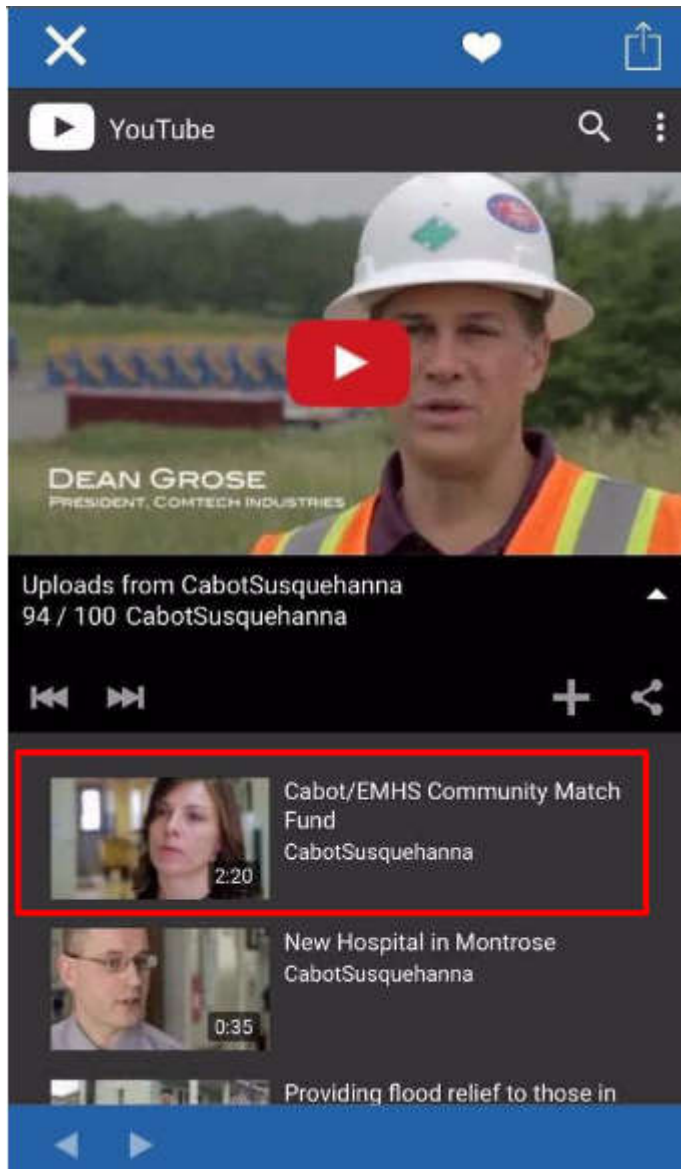 YouTube
DEAN GROSE
PRESIDENT, COMTECH INDUSTRIES
Uploads from CabotSusquehanna
94 / 100 CabotSusquehanna
Cabot/EMHS Community Match
Fund
CabotSusquehanna
2:20
New Hospital in Montrose
CabotSusquehanna
0:35
Providing flood relief to those in